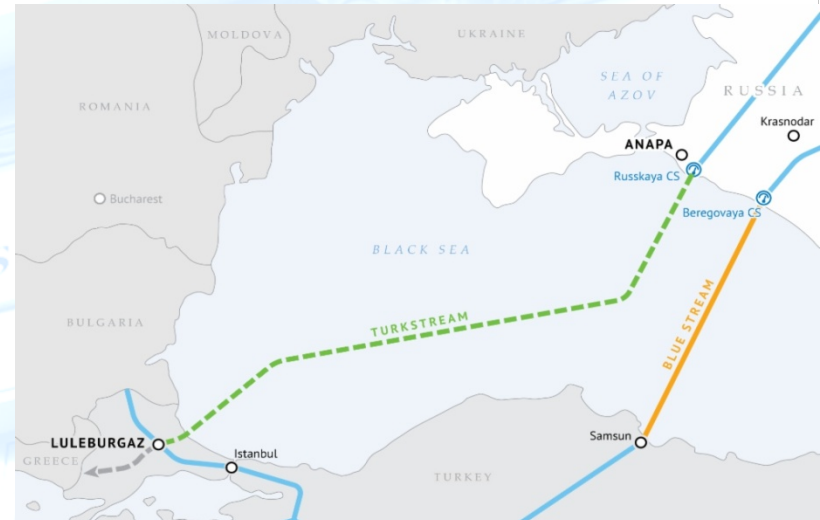 MOLDOVA
UKRAINE
SEA OF
AZOV
RUSSIA
ROMANIA
Krasnodar
ANAPA
Russkaya CS
Bucharest
Beregovaya CS
BLACK SEA
BULGARIA
TURKSTREAM
BLUE STREAM
LULEBURGAZ
Samsun
Istanbul
GREECE
TURKEY